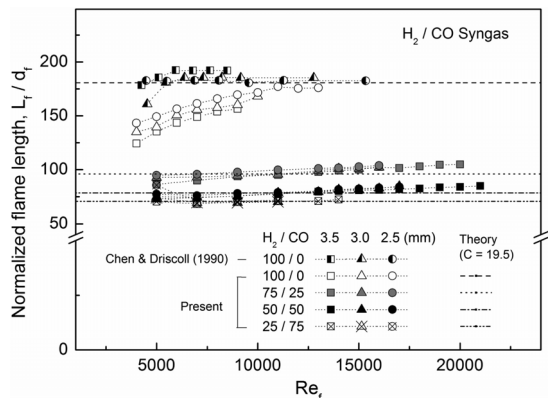 H2 / CO Syngas
Normalized flame length, Lf / df
200
150
100
75
50
0
H2 / CO 3.5 3.0 2.5 (mm) Theory
Chen & Driscoll (1990) 100 / 0 (C = 19.5)
100 / 0
Present 75 / 25
50 / 50
25 / 75
5000 10000 15000 20000
Ref